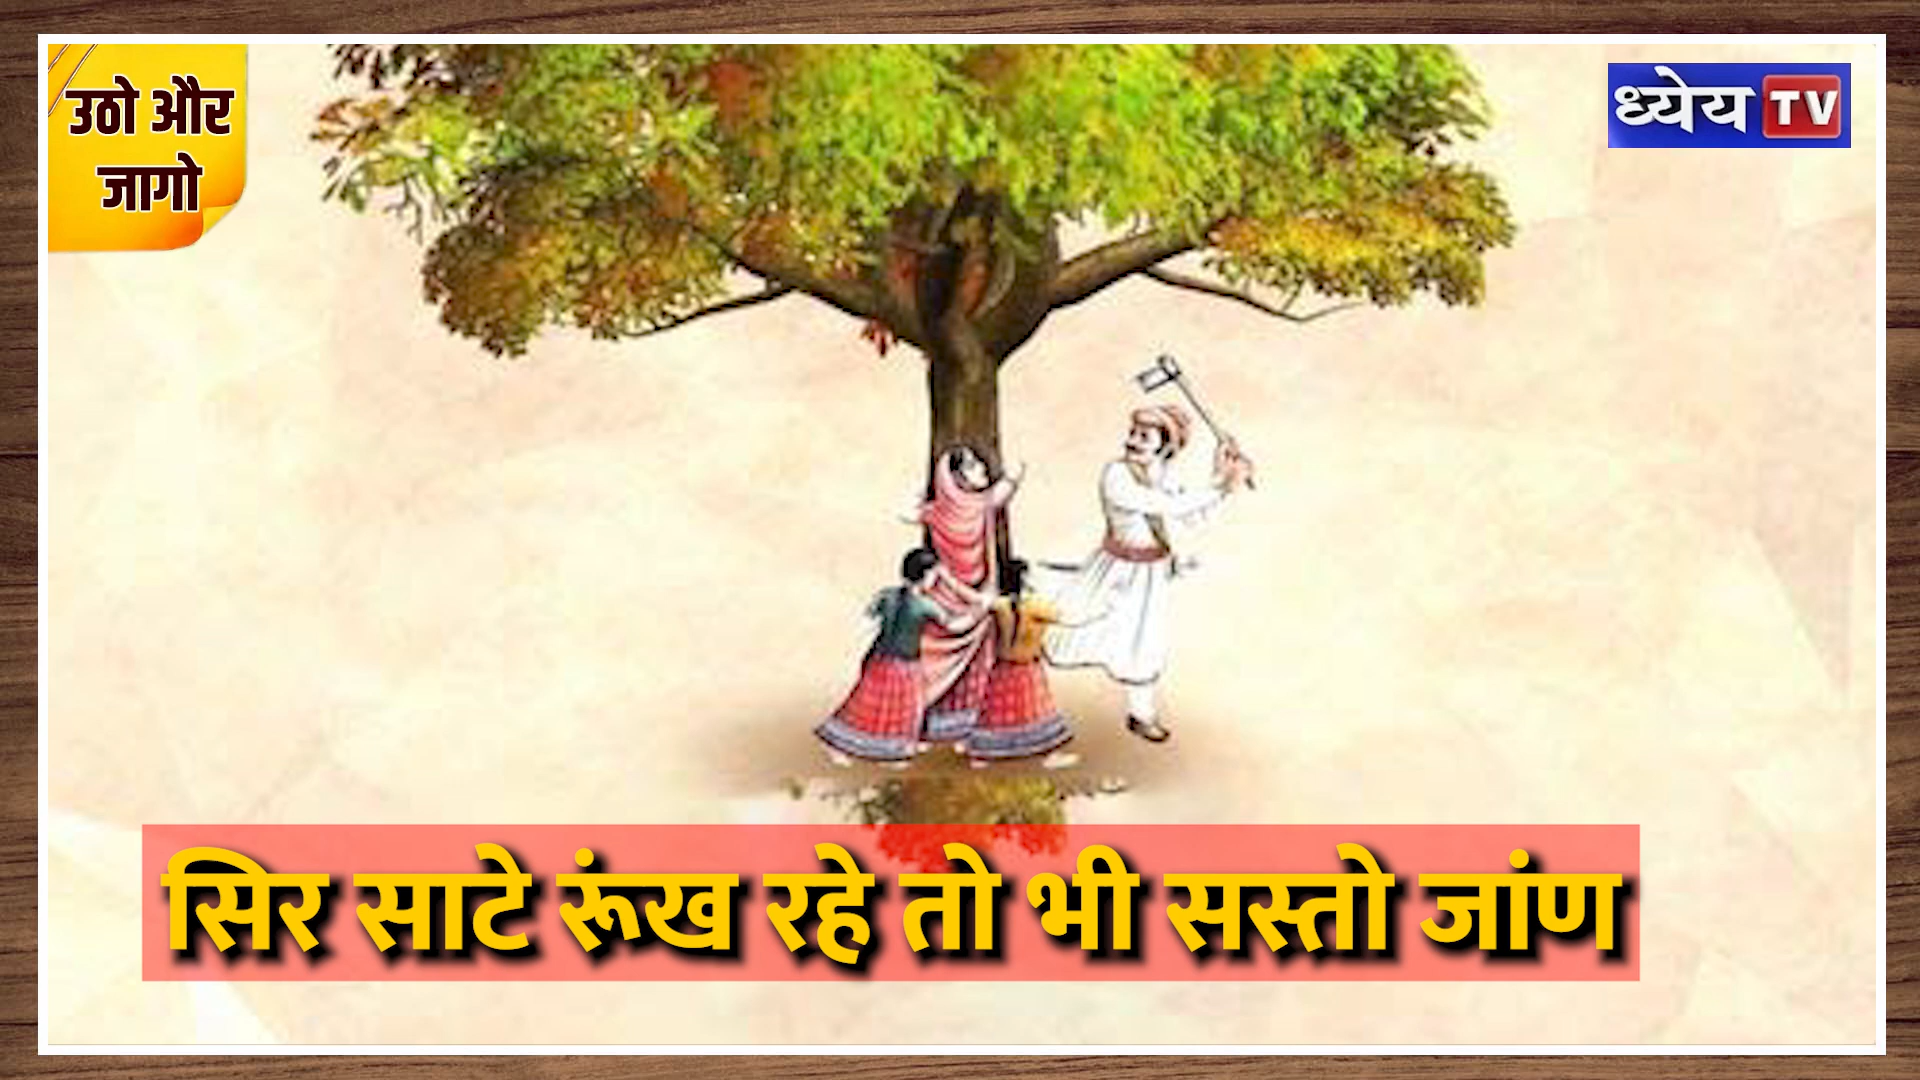 उठो और
जागो
ध्येय TV
सिर साटे रूंख रहे तो भी सस्तो जांण